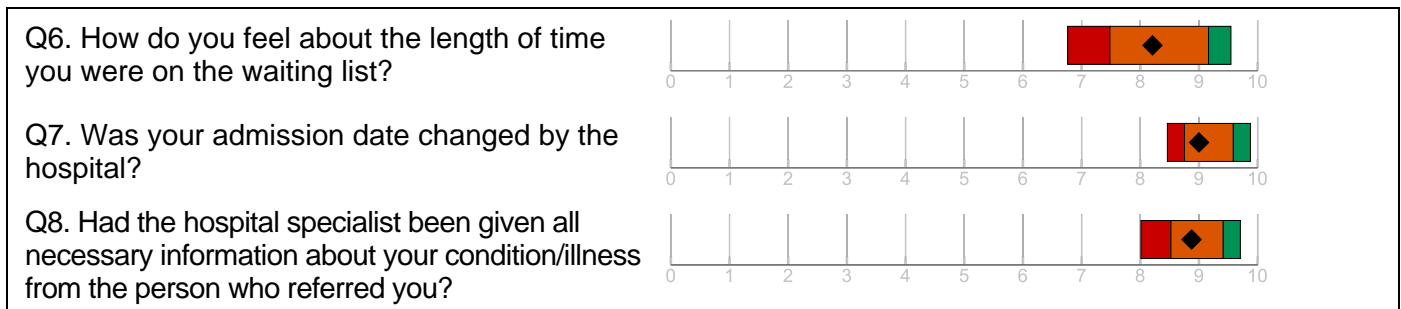 Q6. How do you feel about the length of time
you were on the waiting list?
0 1 2 3 4 5 6 7 8 9 10
Q7. Was your admission date changed by the
hospital?
0 1 2 3 4 5 6 7 8 9 10
Q8. Had the hospital specialist been given all
necessary information about your condition/illness
from the person who referred you?
0 1 2 3 4 5 6 7 8 9 10